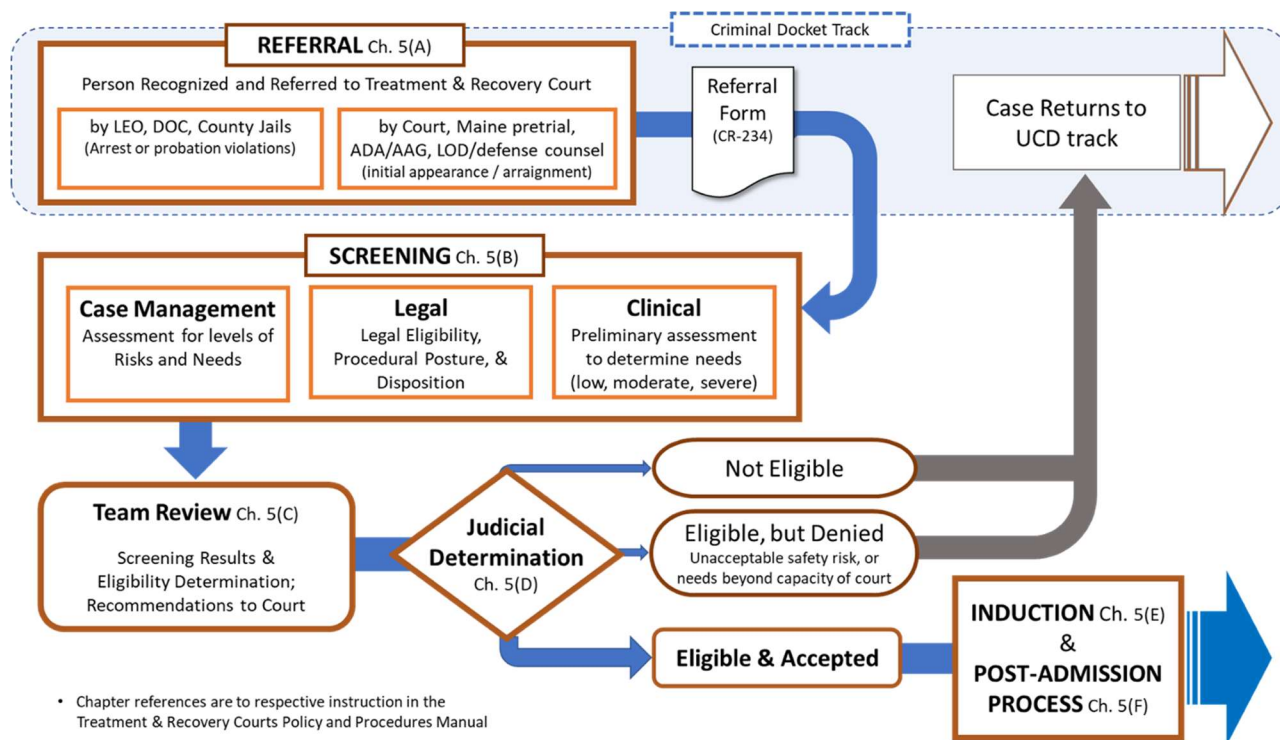 Criminal Docket Track
REFERRAL Ch. 5(A)
Person Recognized and Referred to Treatment & Recovery Court
by LEO, DOC, County Jails
(Arrest or probation violations)
by Court, Maine pretrial,
ADA/AAG, LOD/defense counsel
(initial appearance / arraignment)
Referral
Form
(CR-234)
Case Returns to
UCD track
SCREENING Ch. 5(B)
Case Management
Assessment for levels of
Risks and Needs
Legal
Legal Eligibility,
Procedural Posture, &
Disposition
Clinical
Preliminary assessment
to determine needs
(low, moderate, severe)
Team Review Ch. 5(C)
Screening Results &
Eligibility Determination;
Recommendations to Court
Judicial
Determination
Ch. 5(D)
Not Eligible
Eligible, but Denied
Unacceptable safety risk, or
needs beyond capacity of court
Eligible & Accepted
INDUCTION Ch. 5(E)
&
POST-ADMISSION
PROCESS Ch. 5(F)
• Chapter references are to respective instruction in the
Treatment & Recovery Courts Policy and Procedures Manual